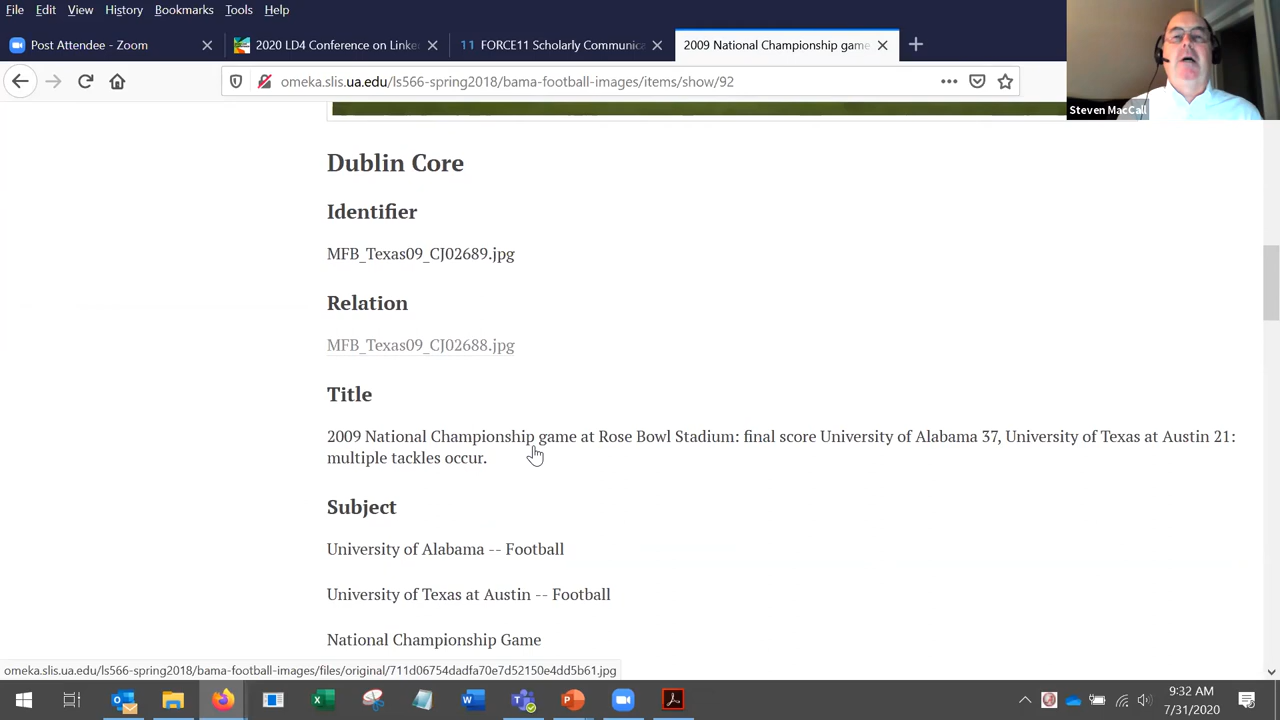 File Edit View History Bookmarks Tools Help
Post Attendee - Zoom
2020 LD4 Conference on Linke
11 FORCE11 Scholarly Communica
2009 National Championship game
omeka.slis.ua.edu/ls566-spring2018/bama-football-images/items/show/92
Steven MacCall
Dublin Core
Identifier
MFB_Texas09_CJ02689.jpg
Relation
MFB_Texas09_CJ02688.jpg
Title
2009 National Championship game at Rose Bowl Stadium: final score University of Alabama 37, University of Texas at Austin 21:
multiple tackles occur.
Subject
University of Alabama -- Football
University of Texas at Austin -- Football
National Championship Game
omeka.slis.ua.edu/ls566-spring2018/bama-football-images/files/original/711d06754dadfa70e7d52150e4dd5b61.jpg
9:32 AM
7/31/2020